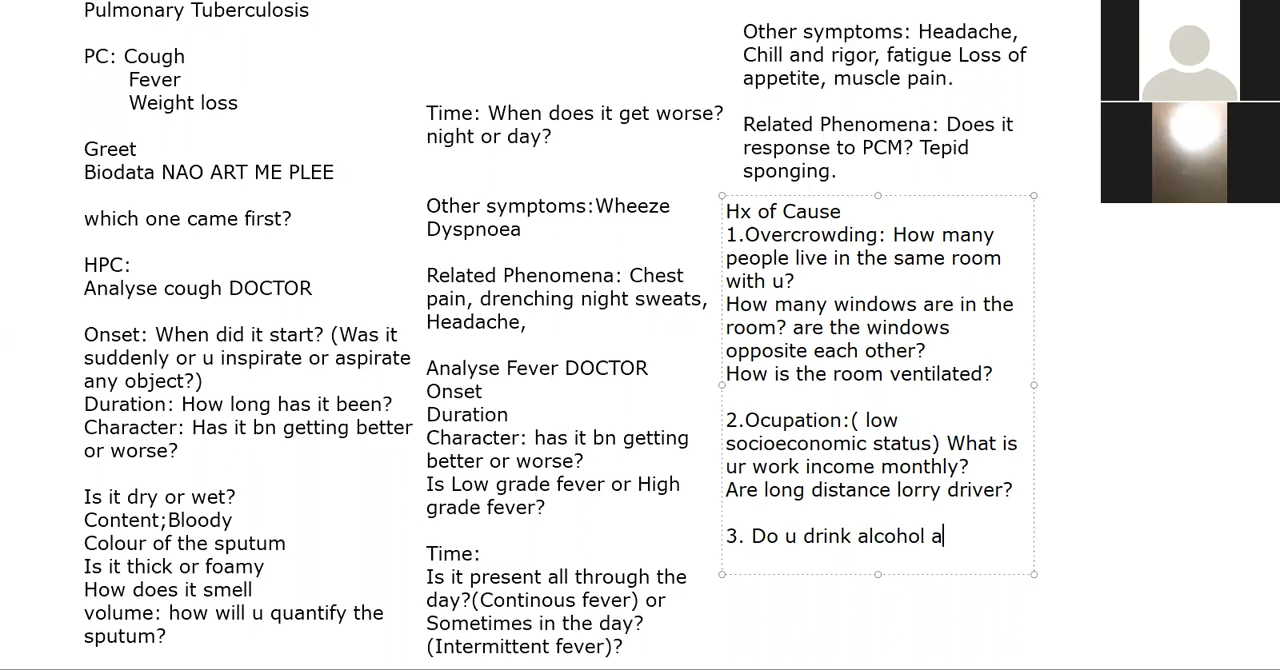 Pulmonary Tuberculosis
PC: Cough
Fever
Weight loss
Greet
Biodata NAO ART ME PLEE
which one came first?
HPC:
Analyse cough DOCTOR
Onset: When did it start? (Was it
suddenly or u inspirate or aspirate
any object?)
Duration: How long has it been?
Character: Has it bn getting better
or worse?
Is it dry or wet?
Content;Bloody
Colour of the sputum
Is it thick or foamy
How does it smell
volume: how will u quantify the
sputum?
Time: When does it get worse?
night or day?
Other symptoms:Wheeze
Dyspnoea
Related Phenomena: Chest
pain, drenching night sweats,
Headache,
Analyse Fever DOCTOR
Onset
Duration
Character: has it bn getting
better or worse?
Is Low grade fever or High
grade fever?
Time:
Is it present all through the
day?(Continous fever) or
Sometimes in the day?
(Intermittent fever)?
Other symptoms: Headache,
Chill and rigor, fatigue Loss of
appetite, muscle pain.
Related Phenomena: Does it
response to PCM? Tepid
sponging.
Hx of Cause
1.Overcrowding: How many
people live in the same room
with u?
How many windows are in the
room? are the windows
opposite each other?
How is the room ventilated?
2.Ocupation:( low
socioeconomic status) What is
ur work income monthly?
Are long distance lorry driver?
3. Do u drink alcohol a